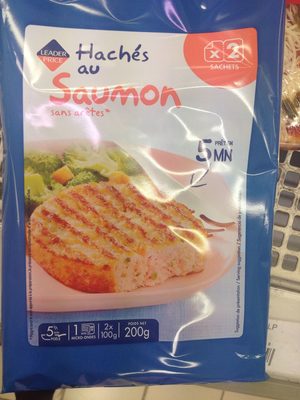 LEADER
PRICE
Hachés
au
Saumon
sans arêtes*
x2
SACHETS
PRÊT EN
5 MN
5
1
MICRO-ONDES
2x
100g
POIDS NET
200g